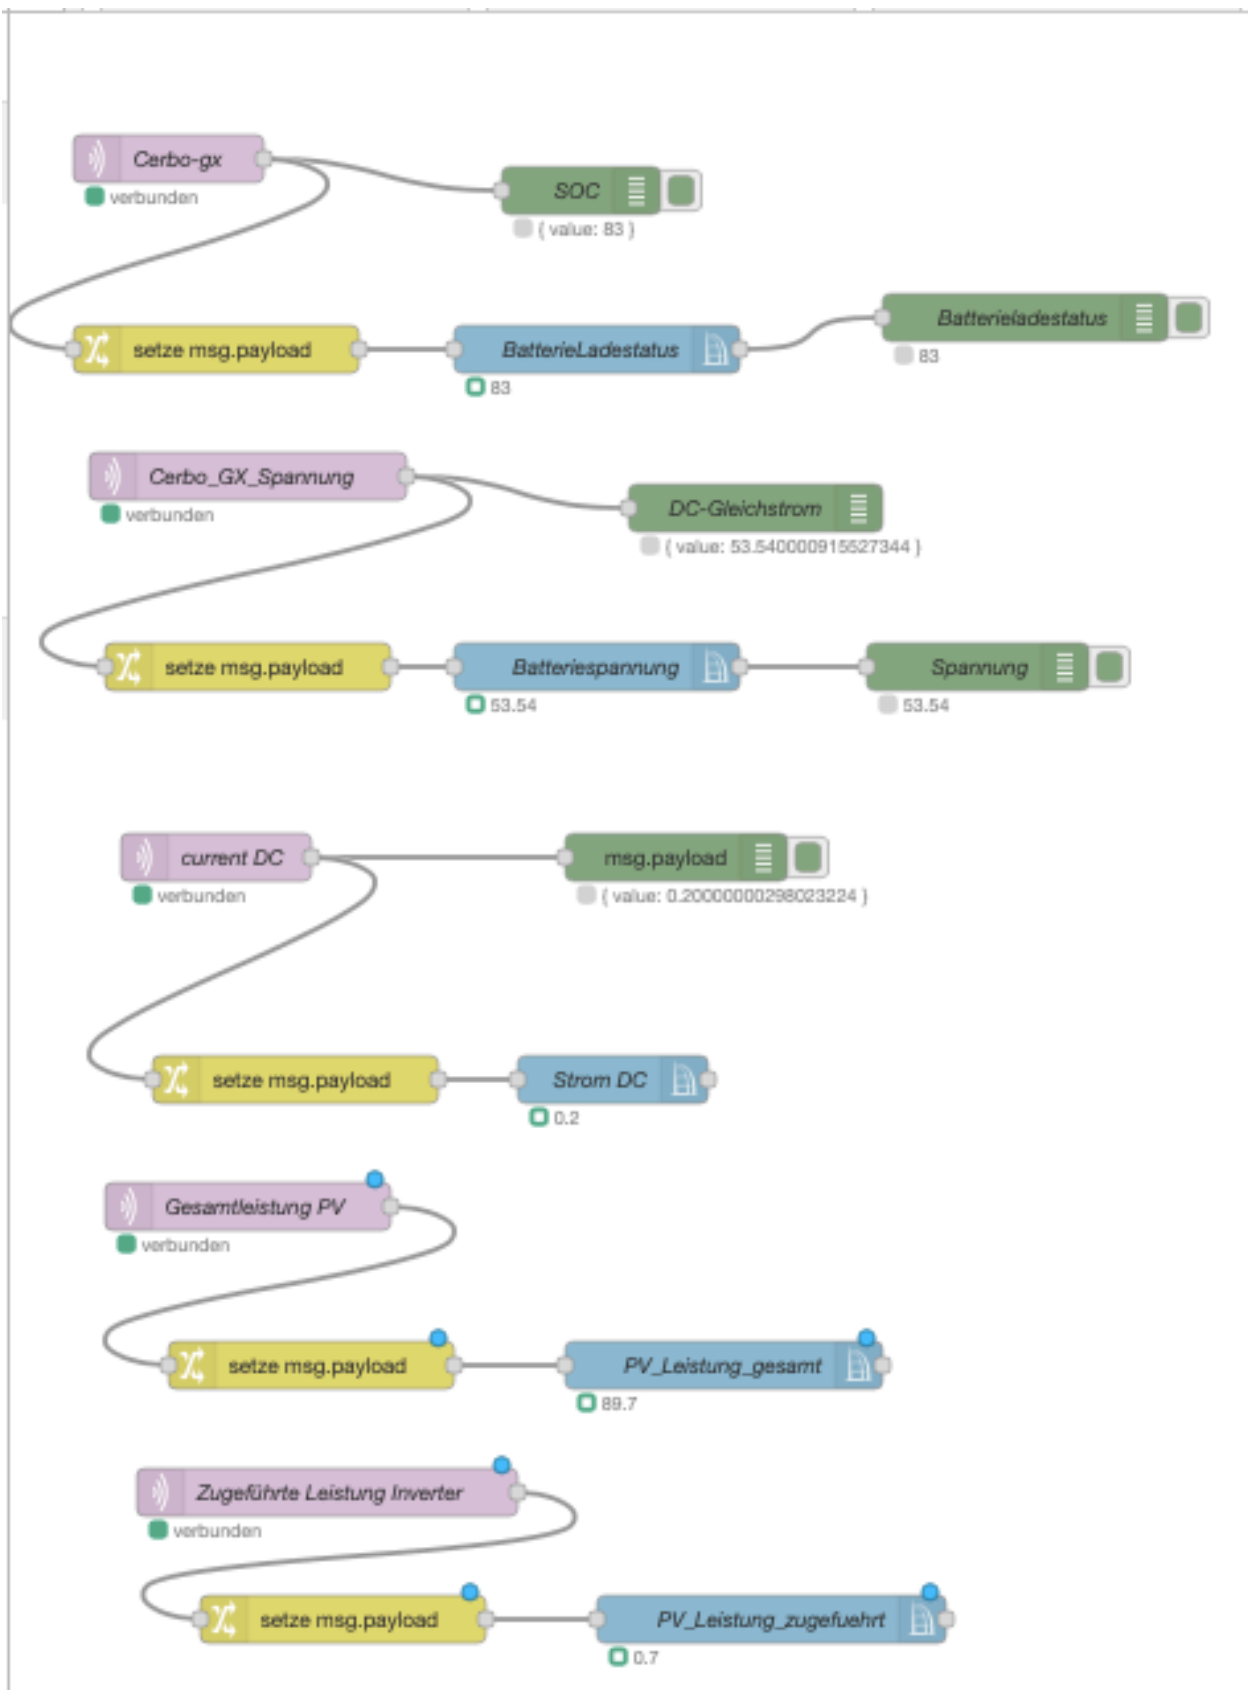 Cerbo-gx
verbunden
SOC
{ value: 83 }
setze msg.payload
BatterieLadestatus
83
Batterieladestatus
83
Cerbo_GX_Spannung
verbunden
DC-Gleichstrom
{ value: 53.540000915527344 }
setze msg.payload
Batteriespannung
53.54
Spannung
53.54
current DC
verbunden
msg.payload
{ value: 0.20000000298023224 }
setze msg.payload
Strom DC
0.2
Gesamtleistung PV
verbunden
setze msg.payload
PV_Leistung_gesamt
89.7
Zugeführte Leistung Inverter
verbunden
setze msg.payload
PV_Leistung_zugefuehrt
0.7